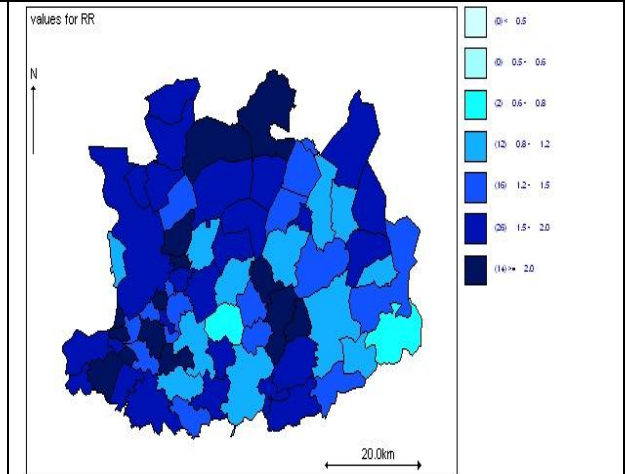 values for RR
N
20.0km
(0) < 0.5
(0) 0.5 - 0.6
(2) 0.6 - 0.8
(12) 0.8 - 1.2
(16) 1.2 - 1.5
(26) 1.5 - 2.0
(14) >= 2.0